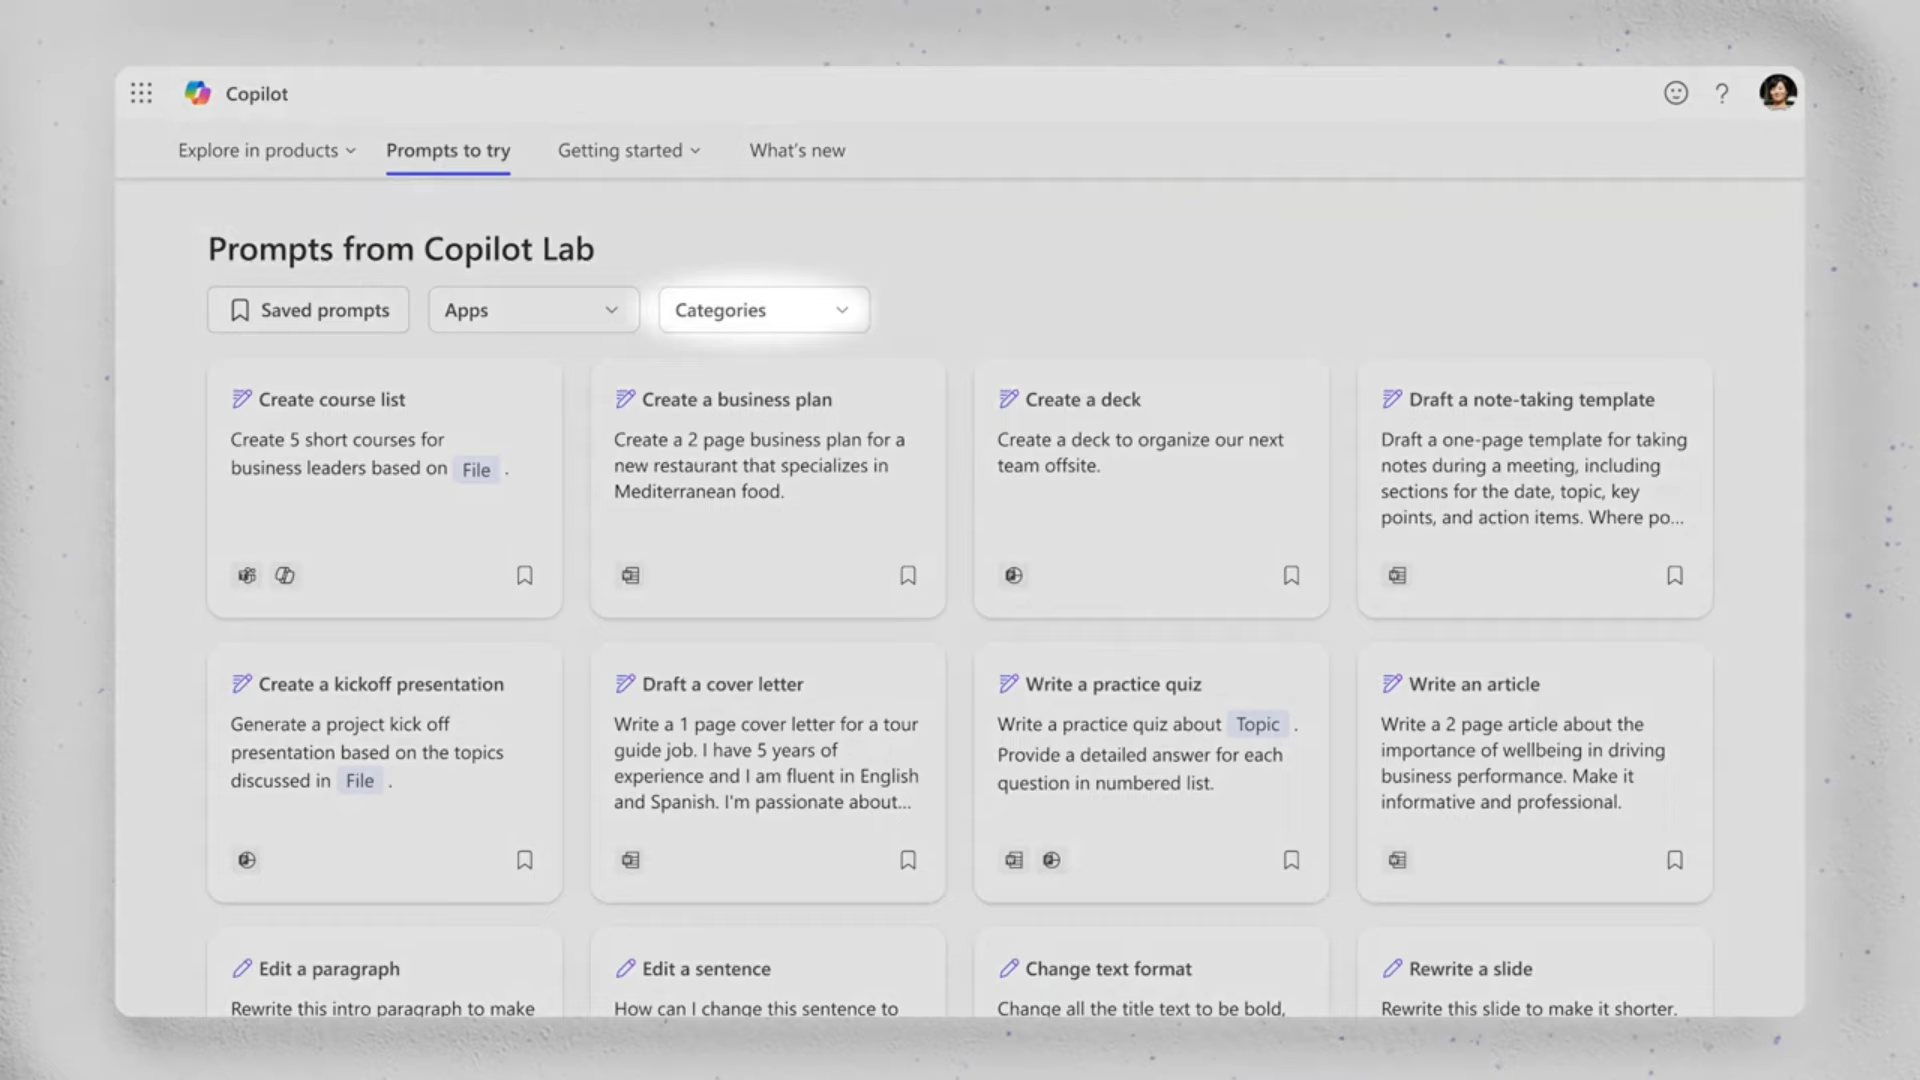 Copilot
?
Explore in products
Prompts to try
Getting started
What's new
Prompts from Copilot Lab
Saved prompts
Apps
Categories
Create course list
Create 5 short courses for
business leaders based on File .
Create a business plan
Create a 2 page business plan for a
new restaurant that specializes in
Mediterranean food.
Create a deck
Create a deck to organize our next
team offsite.
Draft a note-taking template
Draft a one-page template for taking
notes during a meeting, including
sections for the date, topic, key
points, and action items. Where po...
Create a kickoff presentation
Generate a project kick off
presentation based on the topics
discussed in File .
Draft a cover letter
Write a 1 page cover letter for a tour
guide job. I have 5 years of
experience and I am fluent in English
and Spanish. I'm passionate about...
Write a practice quiz
Write a practice quiz about Topic .
Provide a detailed answer for each
question in numbered list.
Write an article
Write a 2 page article about the
importance of wellbeing in driving
business performance. Make it
informative and professional.
Edit a paragraph
Rewrite this intro paragraph to make
Edit a sentence
How can I change this sentence to
Change text format
Change all the title text to be bold,
Rewrite a slide
Rewrite this slide to make it shorter.